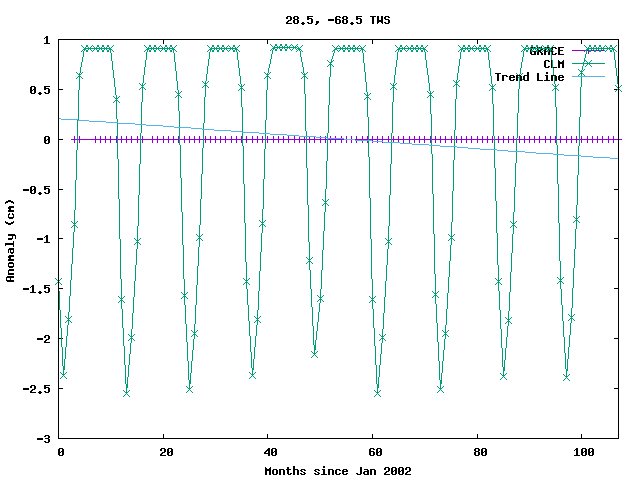 28.5, -68.5 TWS
GRACE
CLM
Trend Line
1
0.5
0
-0.5
-1
-1.5
-2
-2.5
-3
Anomaly (cm)
0 20 40 60 80 100
Months since Jan 2002